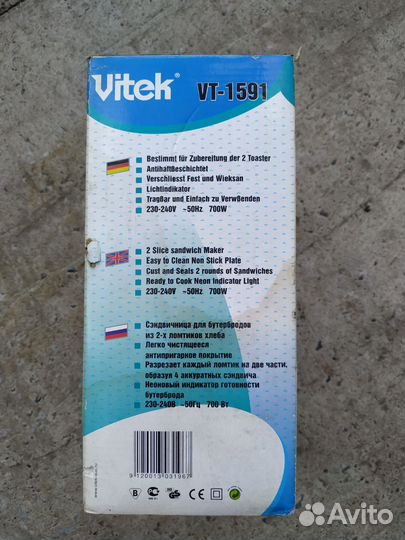 Vitek®
VT-1591
Bestimmt für Zubereitung der 2 Toaster
AntihaftBeschichtet
Verschliesst Fest und Wieksan
Lichtindikator
TragBar und Einfach zu Verwßenden
230-240V ~50Hz 700W
2 Slice sandwich Maker
Easy to Clean Non Stick Plate
Cust and Seals 2 rounds of Sandwiches
Ready to Cook Neon Indicator Light
230-240V ~50Hz 700W
Сэндвичница для бутербродов
из 2-х ломтиков хлеба
Легко чистящееся
антипригарное покрытие
Разрезает каждый ломтик на две части,
образуя 4 аккуратных сэндвича.
Неоновый индикатор готовности
бутерброда
230-240В ~50Гц 700 Вт
9120013031967
B
GS
CE
Avito